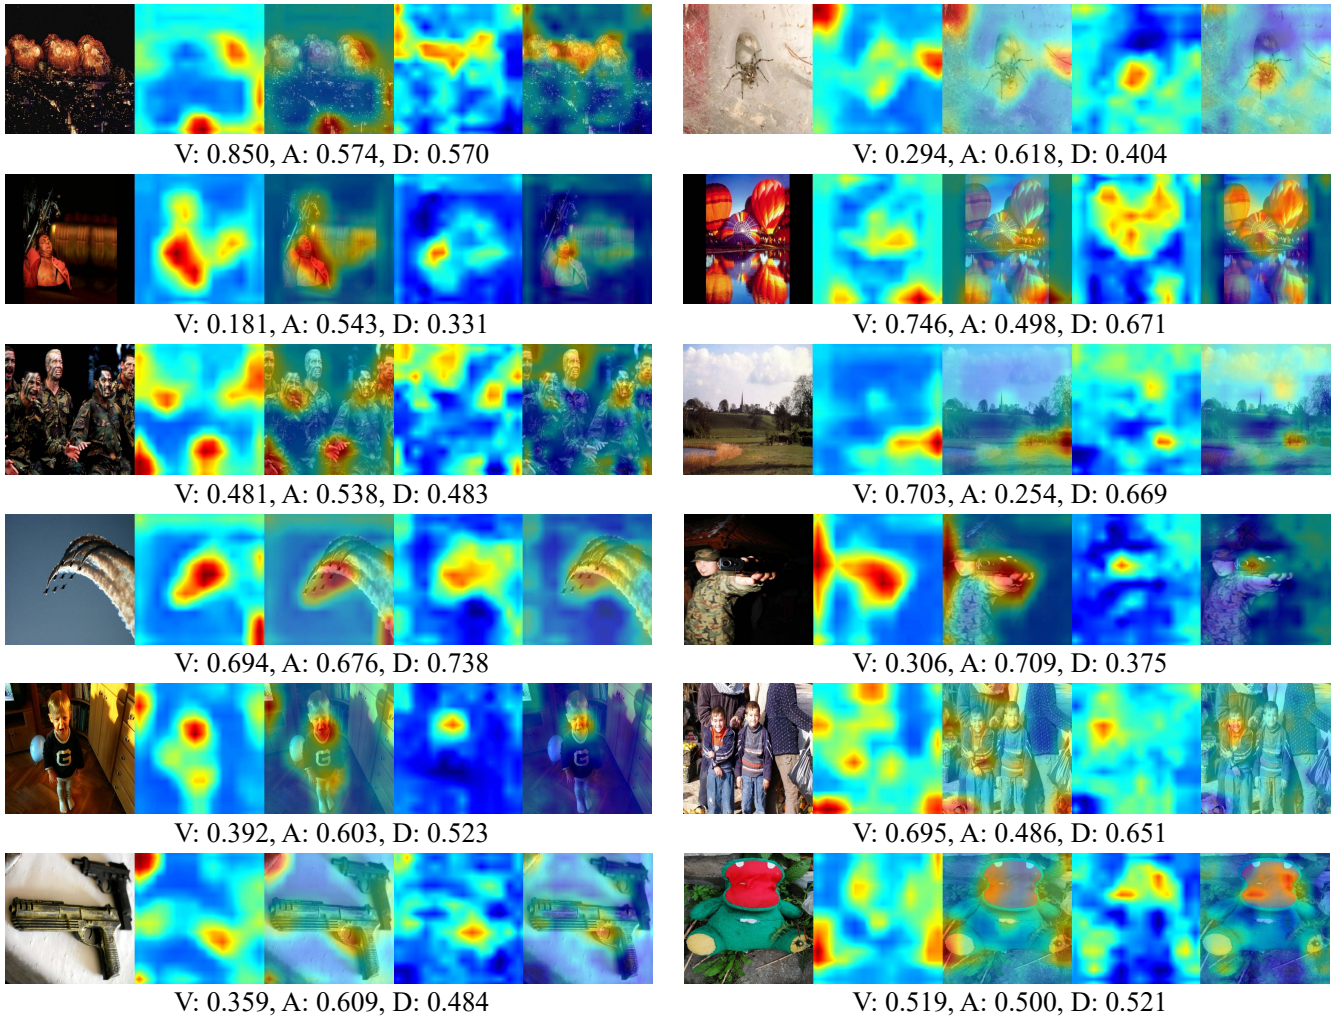 V: 0.850, A: 0.574, D: 0.570
V: 0.294, A: 0.618, D: 0.404
V: 0.181, A: 0.543, D: 0.331
V: 0.746, A: 0.498, D: 0.671
V: 0.481, A: 0.538, D: 0.483
V: 0.703, A: 0.254, D: 0.669
V: 0.694, A: 0.676, D: 0.738
V: 0.306, A: 0.709, D: 0.375
G
V: 0.392, A: 0.603, D: 0.523
V: 0.695, A: 0.486, D: 0.651
V: 0.359, A: 0.609, D: 0.484
V: 0.519, A: 0.500, D: 0.521